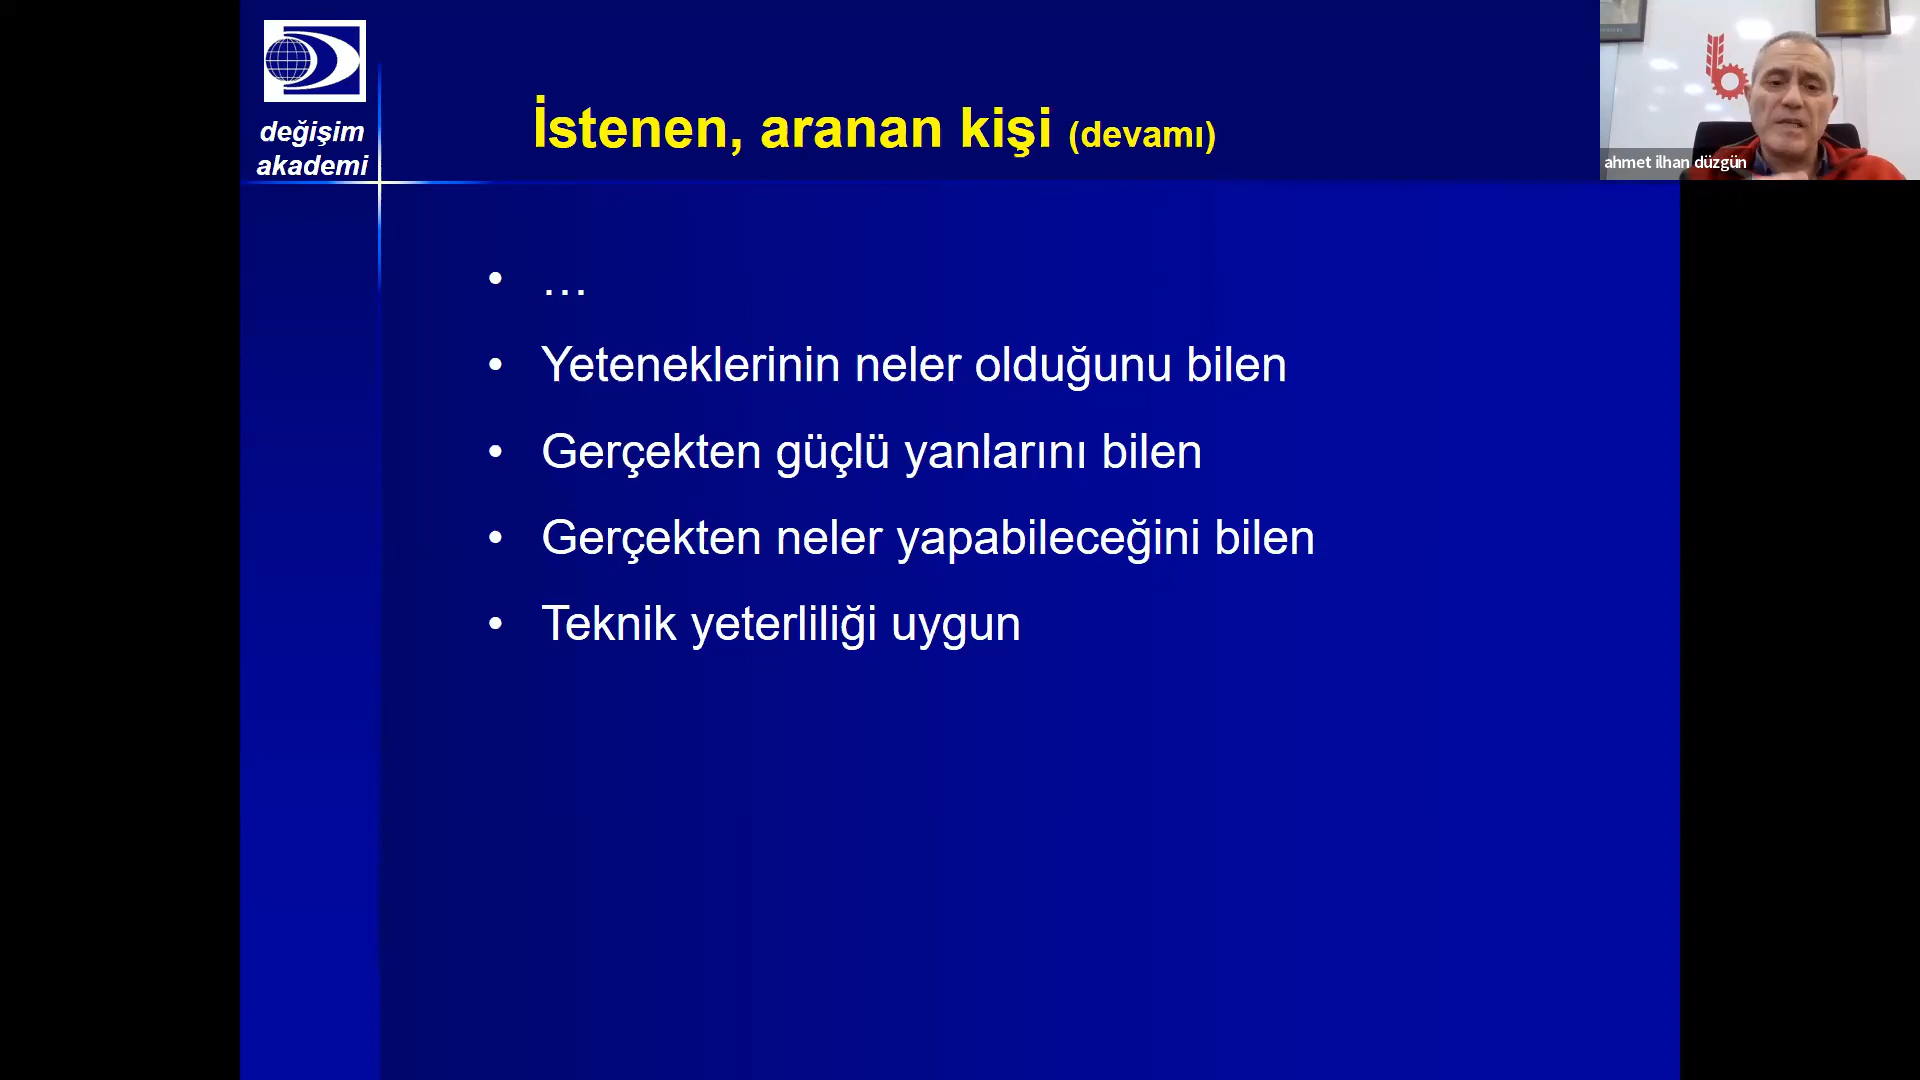 değişim
akademi
İstenen, aranan kişi (devamı)
ahmet ilhan düzgün
• …
• Yeteneklerinin neler olduğunu bilen
• Gerçekten güçlü yanlarını bilen
• Gerçekten neler yapabileceğini bilen
• Teknik yeterliliği uygun